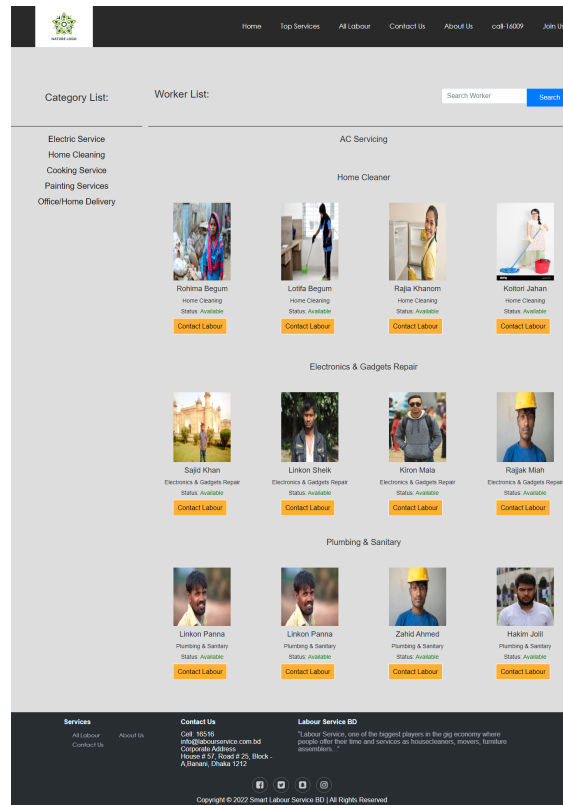 NATURE LOGO
Home Top Services All Labour Contact Us About Us call-16009 Join Us
Category List:
Worker List:
Search Worker Search
Electric Service
Home Cleaning
Cooking Service
Painting Services
Office/Home Delivery
AC Servicing
Home Cleaner
Rohima Begum Lotifa Begum Rajia Khanom Koitori Jahan
Home Cleaning Home Cleaning Home Cleaning Home Cleaning
Status: Available Status: Available Status: Available Status: Available
Contact Labour Contact Labour Contact Labour Contact Labour
Electronics & Gadgets Repair
Sajid Khan Linkon Sheik Kiron Mala Rajjak Miah
Electronics & Gadgets Repair Electronics & Gadgets Repair Electronics & Gadgets Repair Electronics & Gadgets Repair
Status: Available Status: Available Status: Available Status: Available
Contact Labour Contact Labour Contact Labour Contact Labour
Plumbing & Sanitary
Linkon Panna Linkon Panna Zahid Ahmed Hakim Jolil
Plumbing & Sanitary Plumbing & Sanitary Plumbing & Sanitary Plumbing & Sanitary
Status: Available Status: Available Status: Available Status: Available
Contact Labour Contact Labour Contact Labour Contact Labour
Services
All Labour About Us
Contact Us
Contact Us
Cell: 16516
info@labourservice.com.bd
Corporate Address
House # 57, Road # 25, Block -
A,Banani, Dhaka 1212
Labour Service BD
"Labour Service, one of the biggest players in the gig economy where
people offer their time and services as housecleaners, movers, furniture
assemblers..."
Copyright © 2022 Smart Labour Service BD | All Rights Reserved